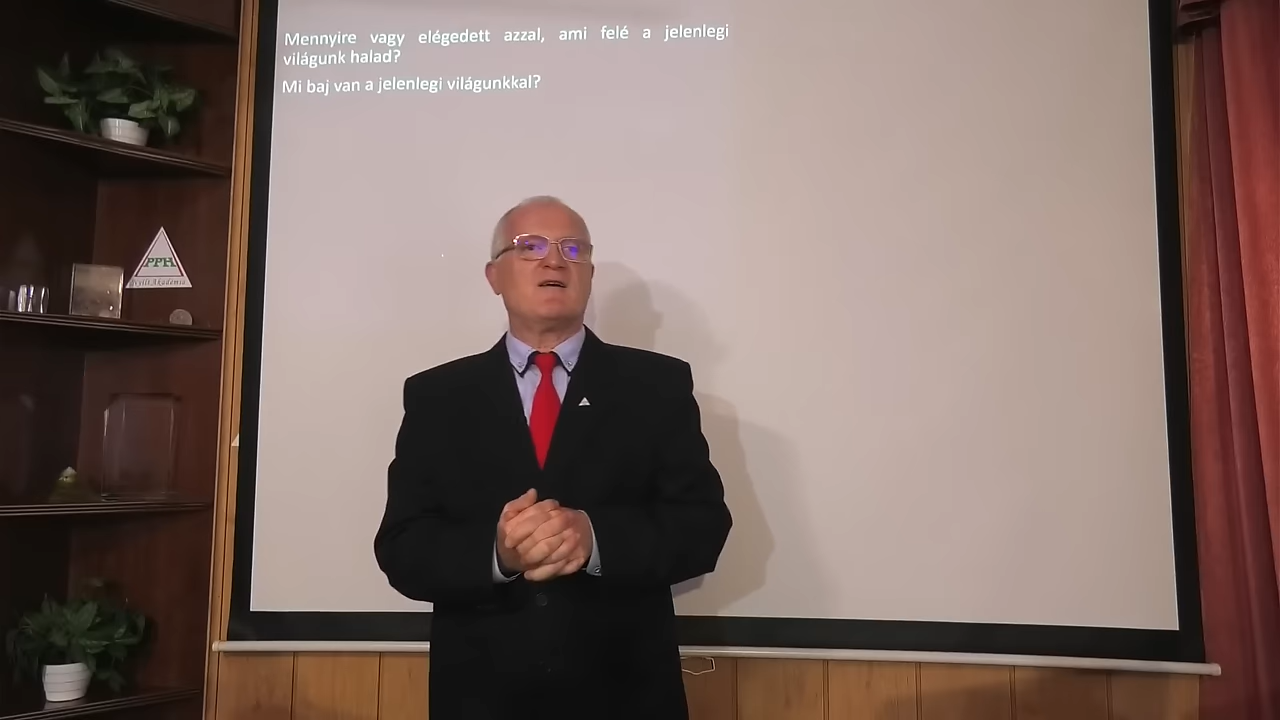 Mennyire vagy elégedett azzal, ami felé a jelenlegi
világunk halad?
Mi baj van a jelenlegi világunkkal?
PPH